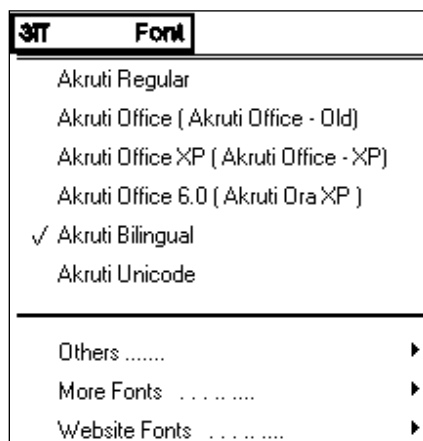 आ Font
Akruti Regular
Akruti Office ( Akruti Office - Old)
Akruti Office XP ( Akruti Office - XP)
Akruti Office 6.0 ( Akruti Ora XP )
✓ Akruti Bilingual
Akruti Unicode
Others .......
More Fonts . . . .. ....
Website Fonts . . . .. ....